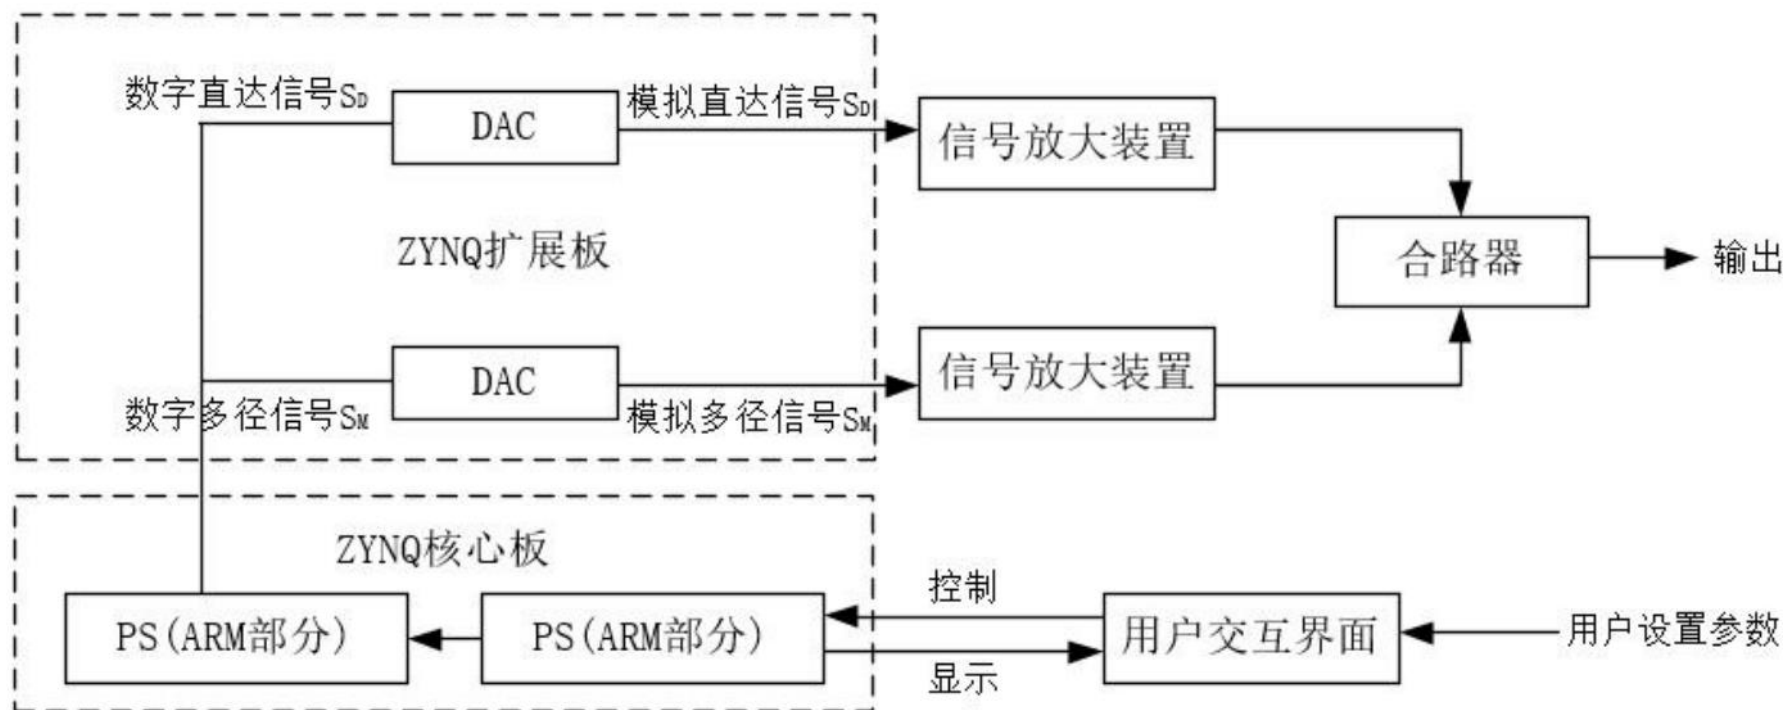 数字直达信号S_D
DAC
模拟直达信号S_D
信号放大装置
ZYNQ扩展板
合路器
输出
DAC
信号放大装置
数字多径信号S_M
模拟多径信号S_M
ZYNQ核心板
控制
PS(ARM部分)
PS(ARM部分)
用户交互界面
用户设置参数
显示